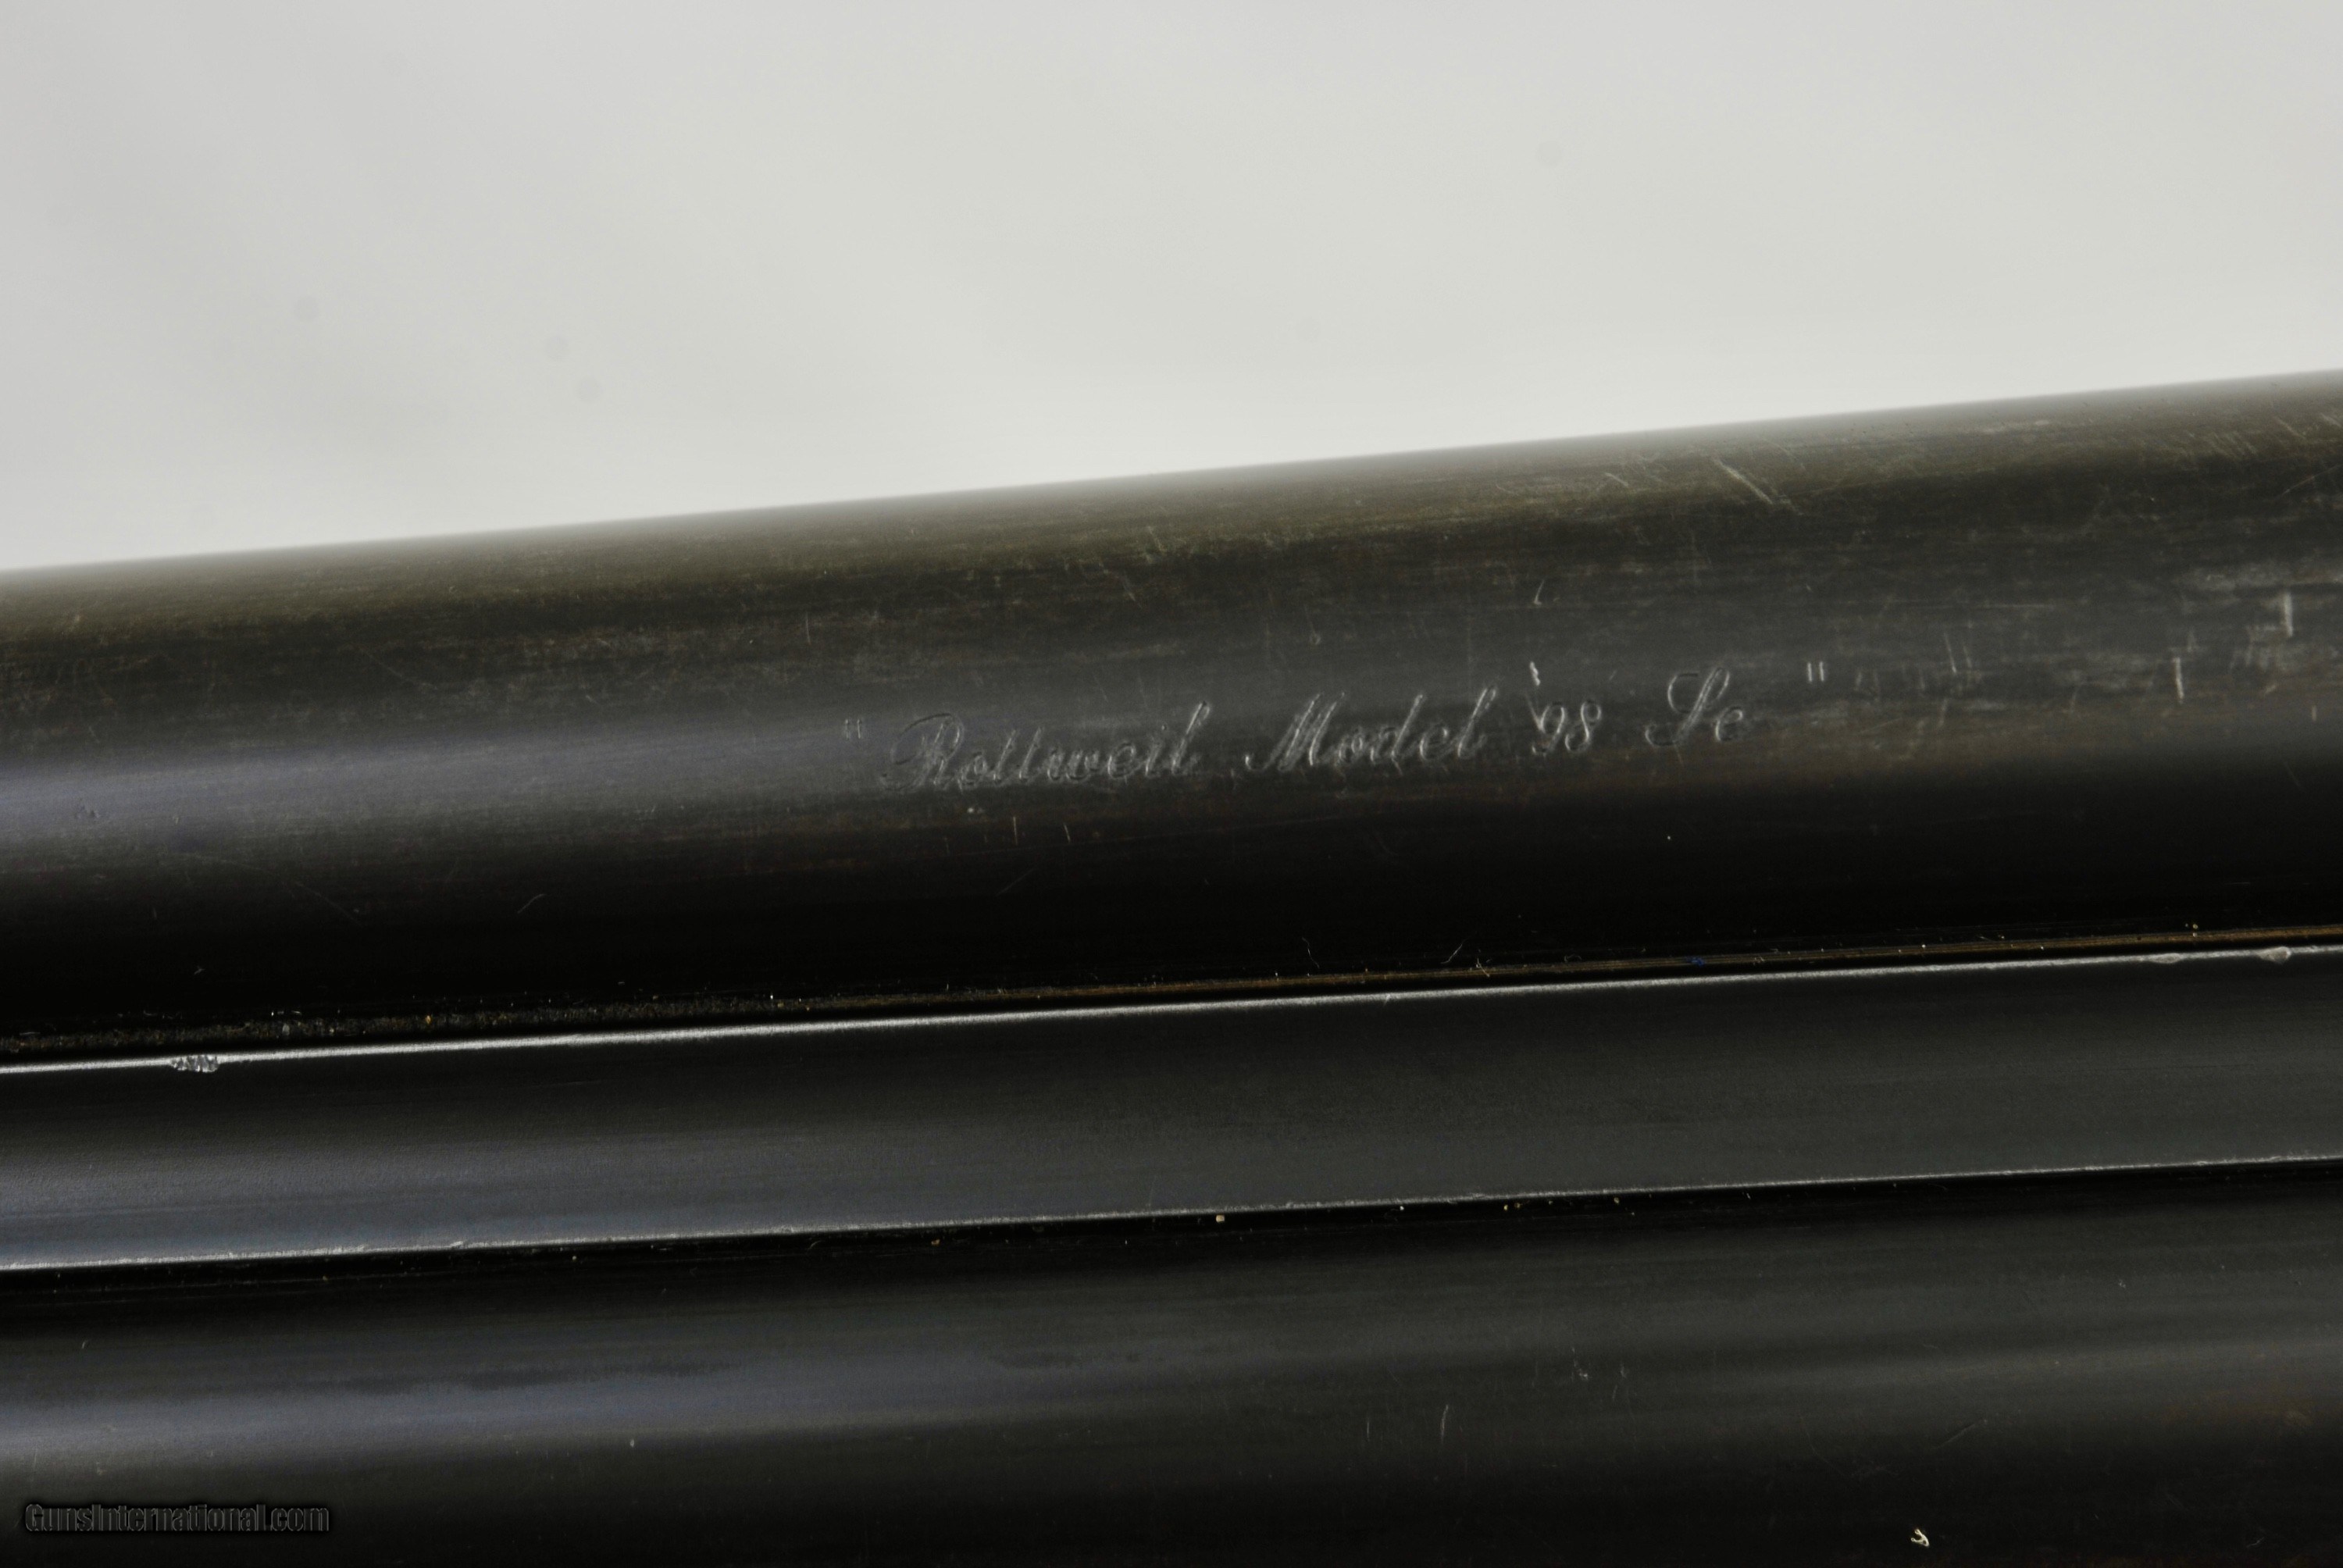 "Rottweil Model '98 Se"
GunsInternational.com